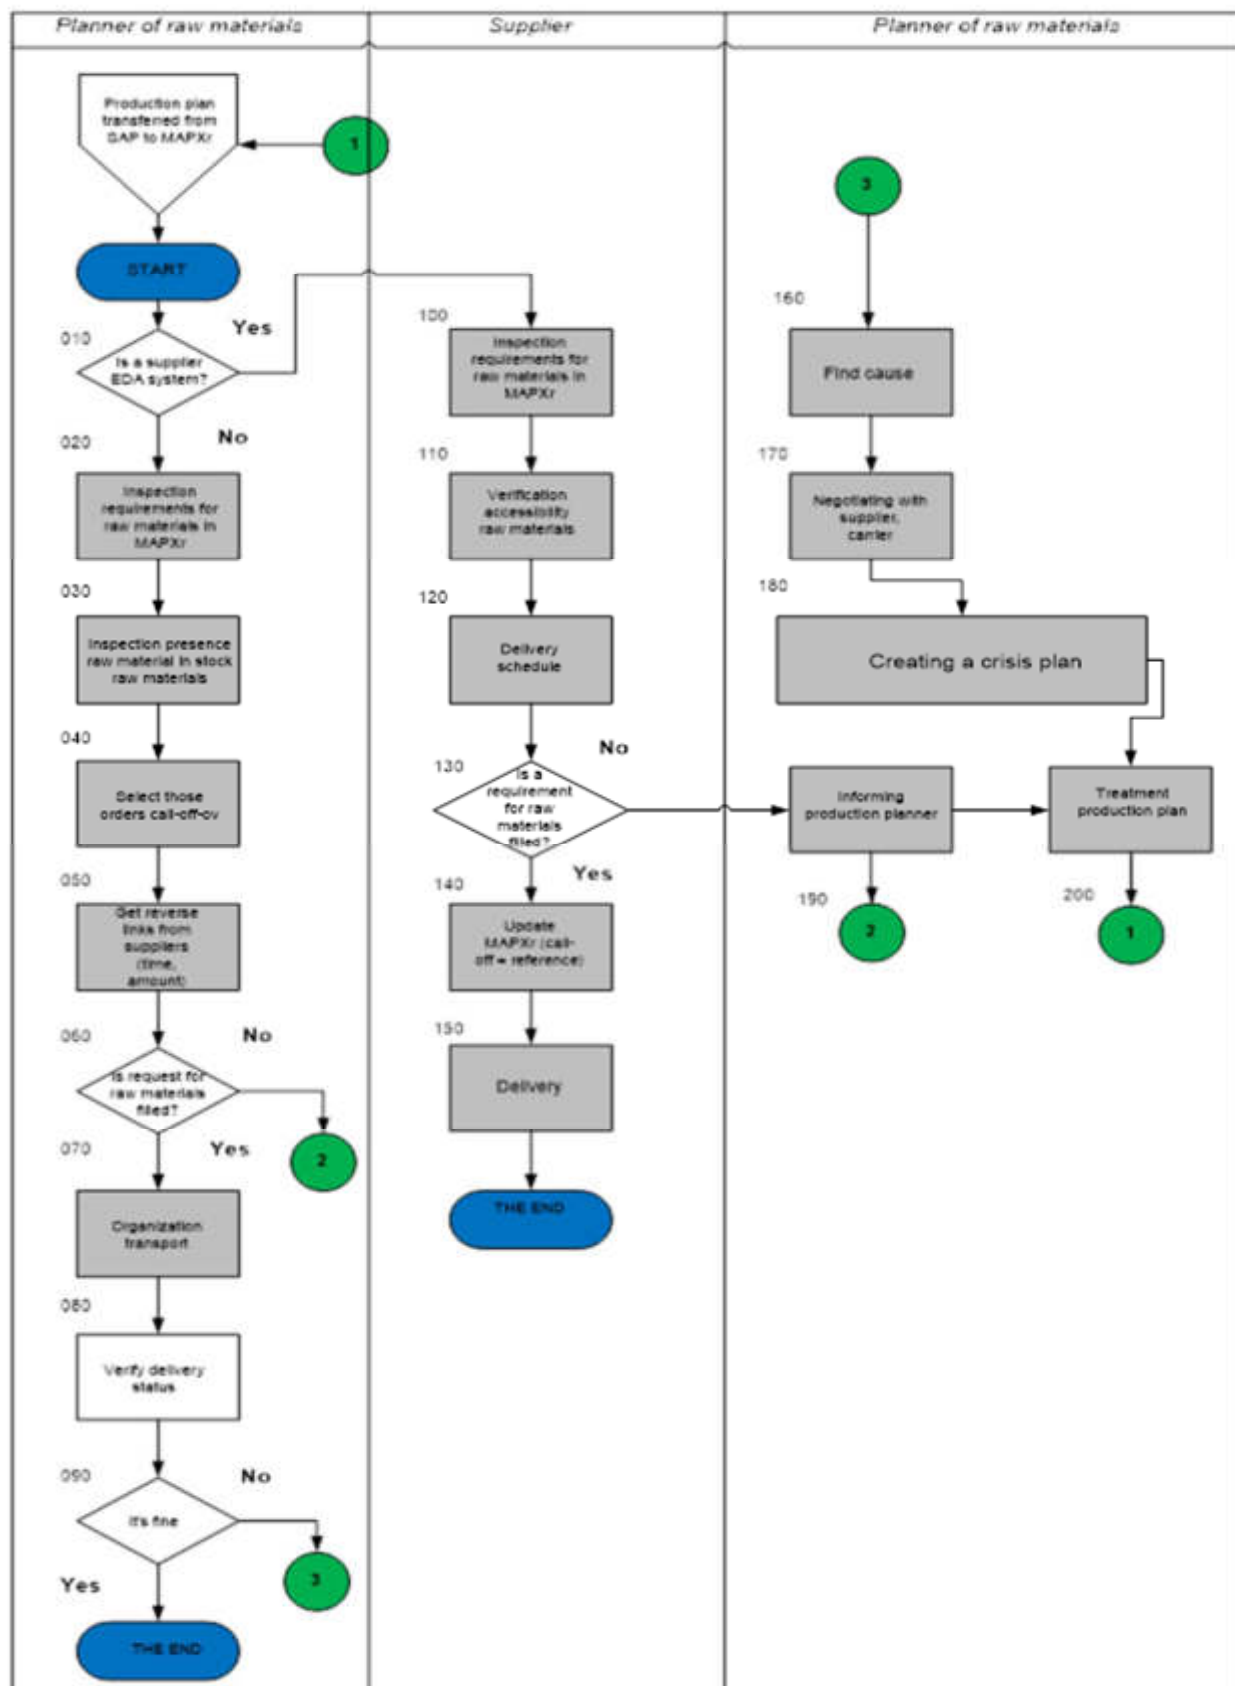 Planner of raw materials
Supplier
Planner of raw materials
Production plan
transferred from
SAP to MAPXr
1
START
010
Is a supplier
EDA system?
Yes
No
020
Inspection
requirements for
raw materials in
MAPXr
030
Inspection presence
raw material in stock
raw materials
040
Select those
orders call-off-ov
050
Get reverse
links from
suppliers
(time,
amount)
060
Is request for
raw materials
filled?
No
2
Yes
070
Organization
transport
080
Verify delivery
status
090
It's fine
No
3
Yes
THE END
100
Inspection
requirements for
raw materials in
MAPXr
110
Verification
accessibility
raw materials
120
Delivery
schedule
No
130
Is a
requirement
for raw
materials
filled?
Yes
140
Update
MAPXr (call-
off = reference)
150
Delivery
THE END
3
160
Find cause
170
Negotiating with
supplier,
carrier
180
Creating a crisis plan
Informing
production planner
Treatment
production plan
190
2
200
1